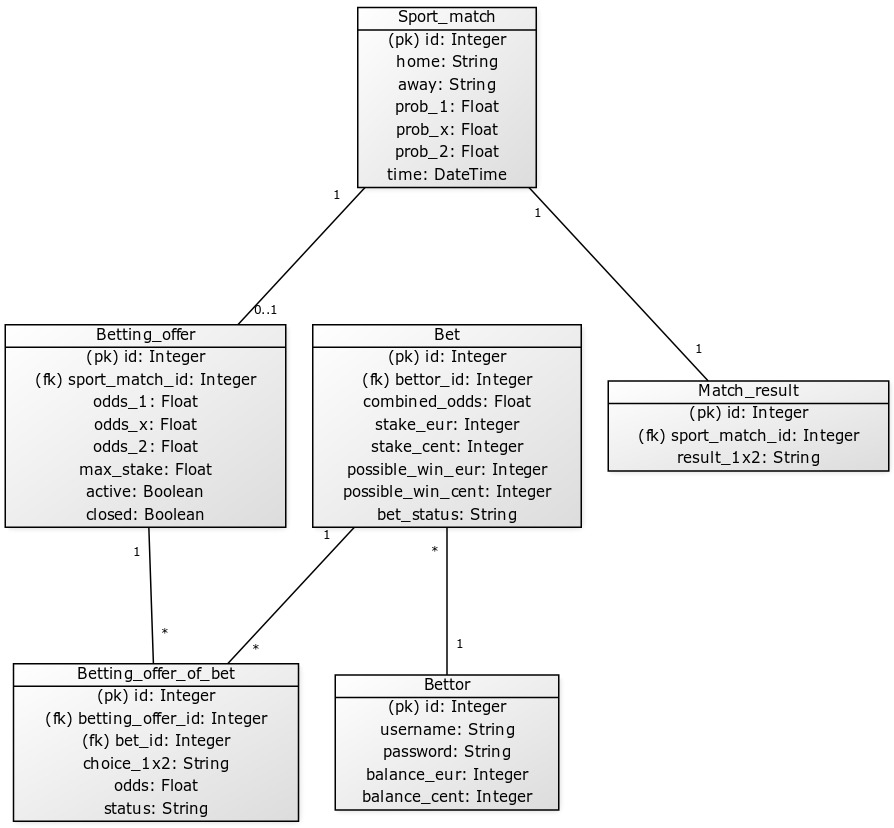 Sport_match
(pk) id: Integer
home: String
away: String
prob_1: Float
prob_x: Float
prob_2: Float
time: DateTime
1
1
0..1
1
Betting_offer
(pk) id: Integer
(fk) sport_match_id: Integer
odds_1: Float
odds_x: Float
odds_2: Float
max_stake: Float
active: Boolean
closed: Boolean
Bet
(pk) id: Integer
(fk) bettor_id: Integer
combined_odds: Float
stake_eur: Integer
stake_cent: Integer
possible_win_eur: Integer
possible_win_cent: Integer
bet_status: String
Match_result
(pk) id: Integer
(fk) sport_match_id: Integer
result_1x2: String
1
1
*
*
*
1
Betting_offer_of_bet
(pk) id: Integer
(fk) betting_offer_id: Integer
(fk) bet_id: Integer
choice_1x2: String
odds: Float
status: String
Bettor
(pk) id: Integer
username: String
password: String
balance_eur: Integer
balance_cent: Integer